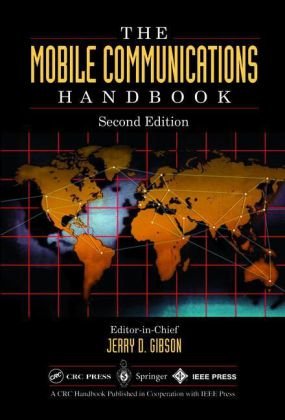 THE
MOBILE COMMUNICATIONS
HANDBOOK
Second Edition
Editor-in-Chief
JERRY D. GIBSON
CRC PRESS Springer IEEE PRESS
A CRC Handbook Published in Cooperation with IEEE Press